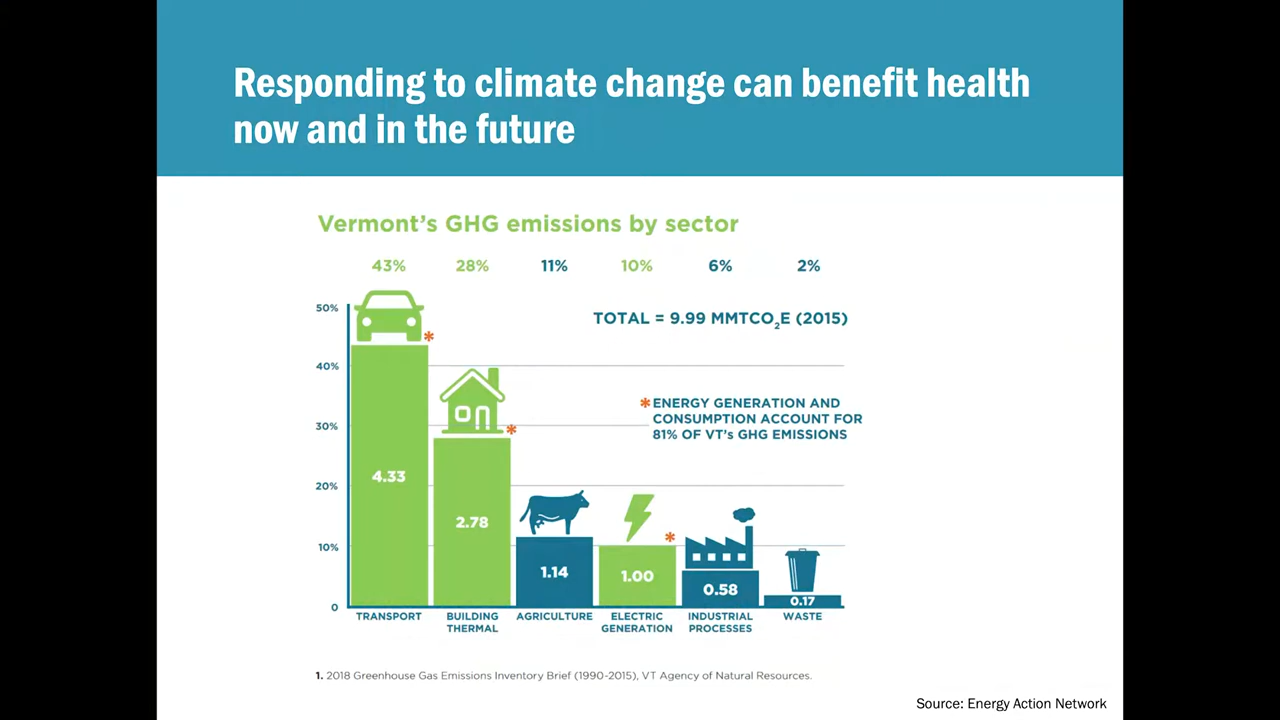 Responding to climate change can benefit health
now and in the future
Vermont's GHG emissions by sector
43% 28% 11% 10% 6% 2%
50%
TOTAL = 9.99 MMTCO₂E (2015)
40%
*ENERGY GENERATION AND
CONSUMPTION ACCOUNT FOR
81% OF VT's GHG EMISSIONS
30%
20%
10%
0
*
*
*
4.33
2.78
1.14
1.00
0.58
0.17
TRANSPORT
BUILDING
THERMAL
AGRICULTURE
ELECTRIC
GENERATION
INDUSTRIAL
PROCESSES
WASTE
1. 2018 Greenhouse Gas Emissions Inventory Brief (1990-2015), VT Agency of Natural Resources.
Source: Energy Action Network